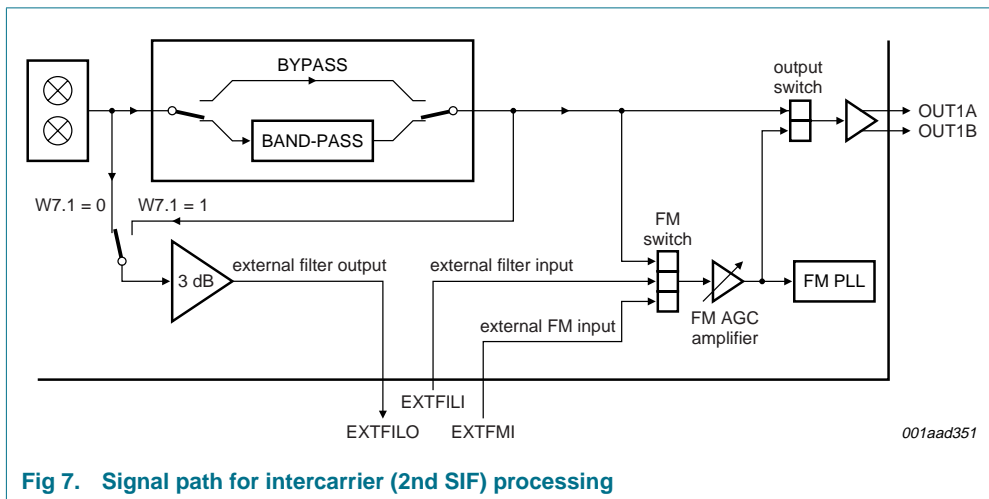 BYPASS
BAND-PASS
output
switch
OUT1A
OUT1B
W7.1 = 0
W7.1 = 1
FM
switch
3 dB
external filter output
external filter input
FM PLL
external FM input
FM AGC
amplifier
EXTFILI
EXTFILO
EXTFMI
001aad351
Fig 7. Signal path for intercarrier (2nd SIF) processing